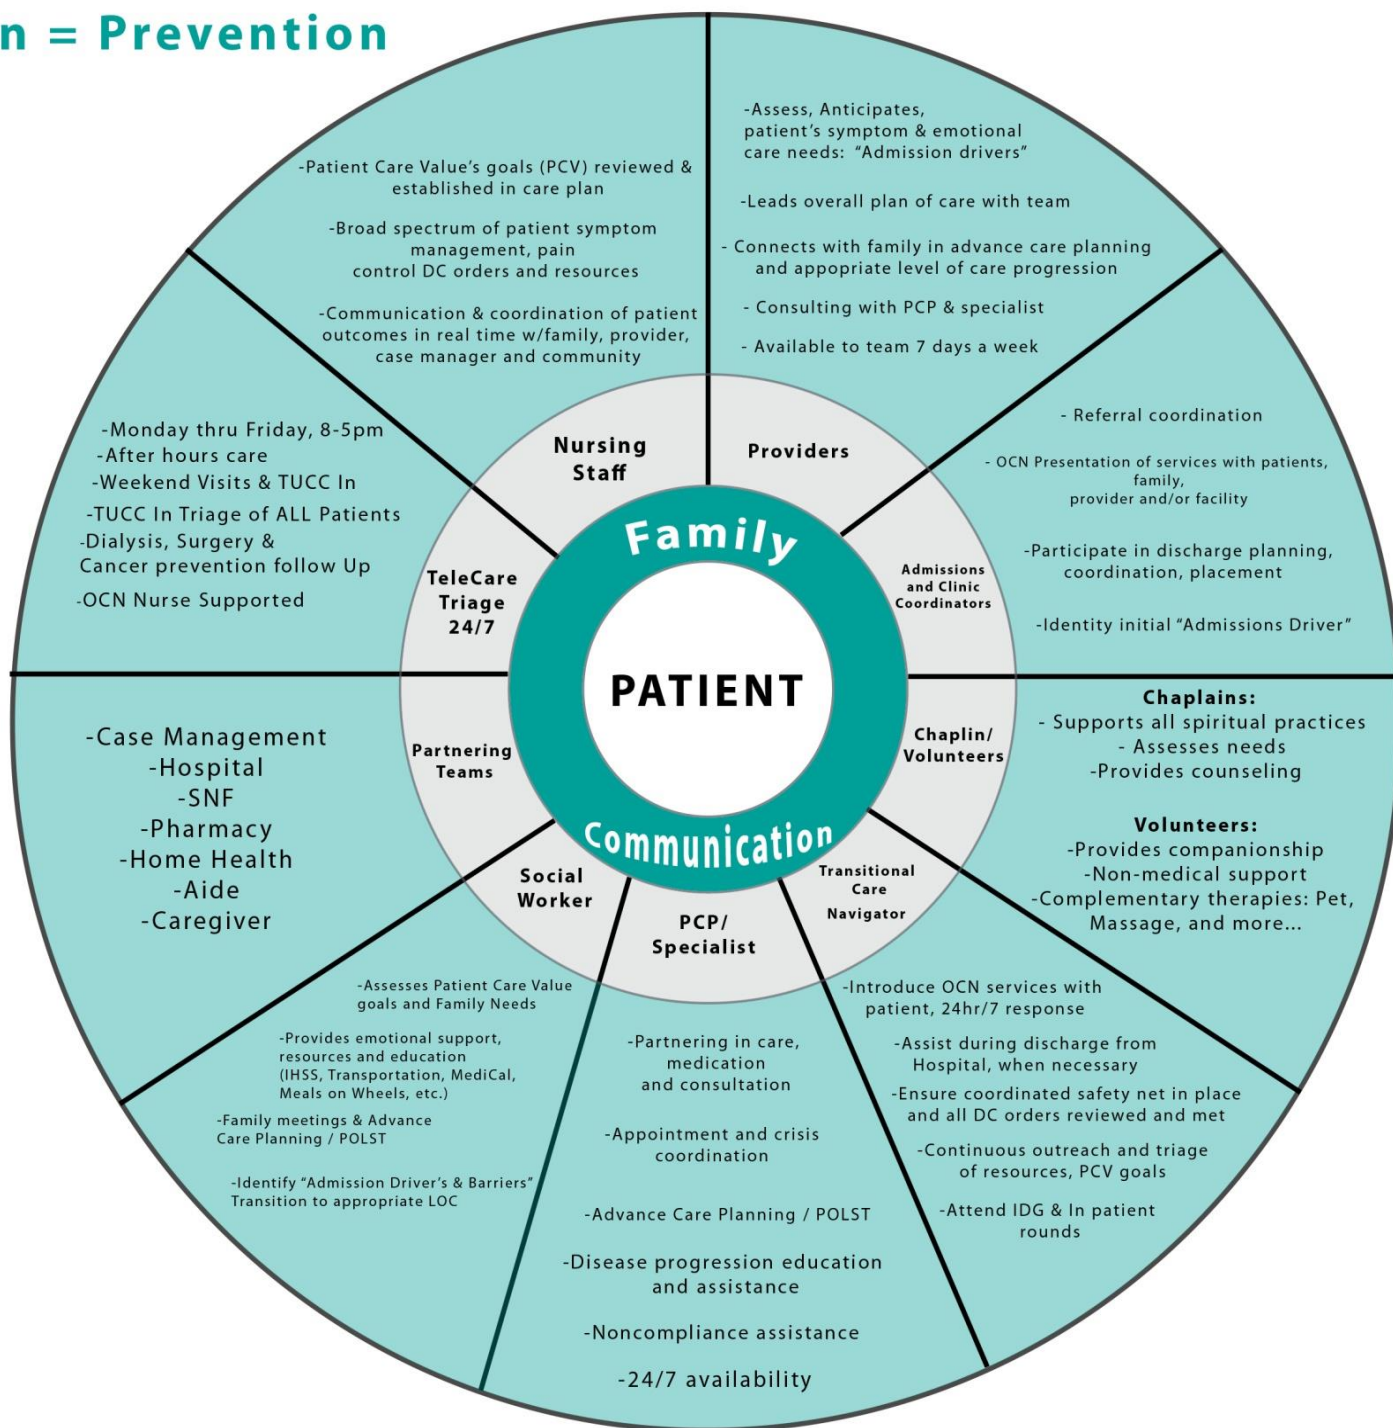 n = Prevention
-Patient Care Value's goals (PCV) reviewed &
established in care plan
-Broad spectrum of patient symptom
management, pain
control DC orders and resources
-Communication & coordination of patient
outcomes in real time w/family, provider,
case manager and community
Nursing
Staff
-Assess, Anticipates,
patient's symptom & emotional
care needs: "Admission drivers"
-Leads overall plan of care with team
- Connects with family in advance care planning
and appopriate level of care progression
- Consulting with PCP & specialist
- Available to team 7 days a week
Providers
- Referral coordination
- OCN Presentation of services with patients,
family,
provider and/or facility
-Participate in discharge planning,
coordination, placement
-Identity initial "Admissions Driver"
Admissions
and Clinic
Coordinators
-Monday thru Friday, 8-5pm
-After hours care
-Weekend Visits & TUCC In
-TUCC In Triage of ALL Patients
-Dialysis, Surgery &
Cancer prevention follow Up
-OCN Nurse Supported
TeleCare
Triage
24/7
Family
PATIENT
Communication
Chaplin/
Volunteers
Chaplains:
- Supports all spiritual practices
- Assesses needs
-Provides counseling
Volunteers:
-Provides companionship
-Non-medical support
-Complementary therapies: Pet,
Massage, and more...
Partnering
Teams
-Case Management
-Hospital
-SNF
-Pharmacy
-Home Health
-Aide
-Caregiver
Social
Worker
-Assesses Patient Care Value
goals and Family Needs
-Provides emotional support,
resources and education
(IHSS, Transportation, MediCal,
Meals on Wheels, etc.)
-Family meetings & Advance
Care Planning / POLST
-Identify "Admission Driver's & Barriers"
Transition to appropriate LOC
PCP/
Specialist
-Partnering in care,
medication
and consultation
-Appointment and crisis
coordination
-Advance Care Planning / POLST
-Disease progression education
and assistance
-Noncompliance assistance
-24/7 availability
Transitional
Care
Navigator
-Introduce OCN services with
patient, 24hr/7 response
-Assist during discharge from
Hospital, when necessary
-Ensure coordinated safety net in place
and all DC orders reviewed and met
-Continuous outreach and triage
of resources, PCV goals
-Attend IDG & In patient
rounds